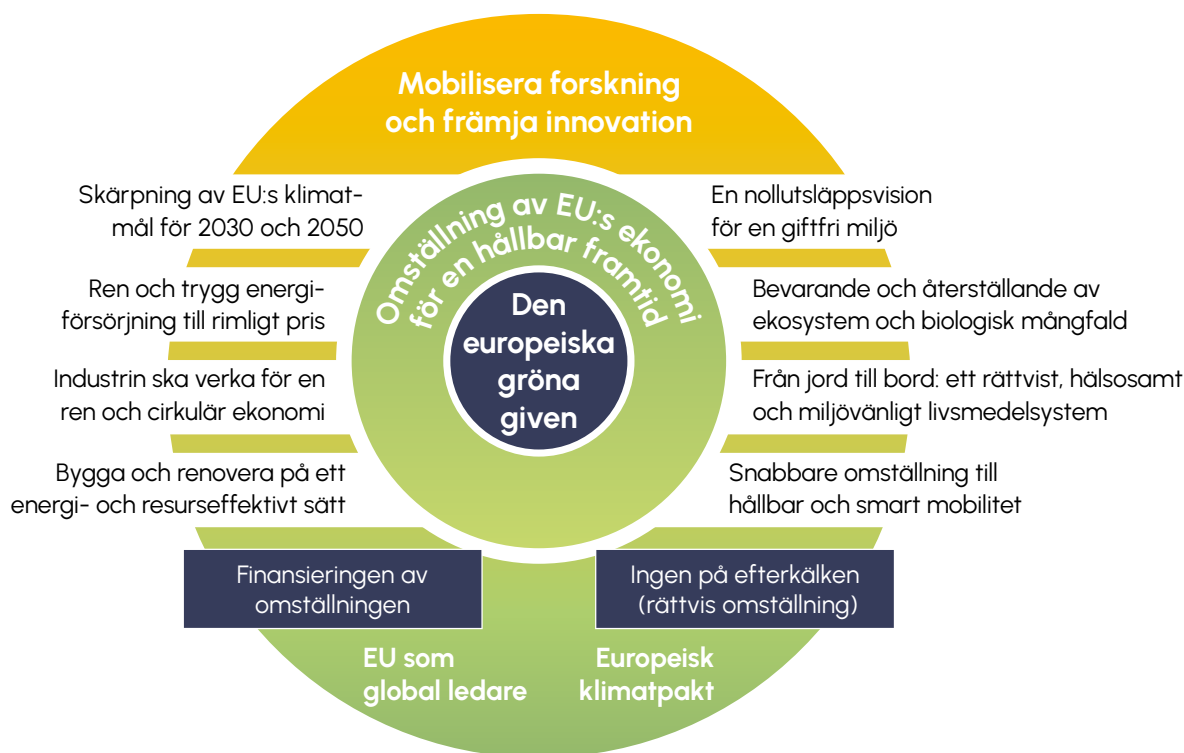 Mobilisera forskning
och främja innovation
Skärpning av EU:s klimat-
mål för 2030 och 2050
Ren och trygg energi-
försörjning till rimligt pris
Industrin ska verka för en
ren och cirkulär ekonomi
Bygga och renovera på ett
energi- och resurseffektivt sätt
Omställning av EU:s ekonomi
för en hållbar framtid
Den
europeiska
gröna
given
En nollutsläppsvision
för en giftfri miljö
Bevarande och återställande av
ekosystem och biologisk mångfald
Från jord till bord: ett rättvist, hälsosamt
och miljövänligt livsmedelsystem
Snabbare omställning till
hållbar och smart mobilitet
Finansieringen av
omställningen
Ingen på efterkälken
(rättvis omställning)
EU som
global ledare
Europeisk
klimatpakt